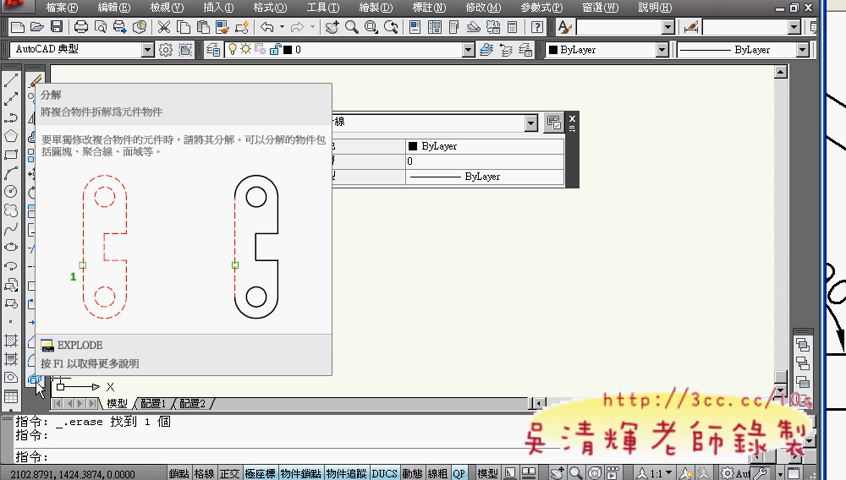 檔案(F) 編輯(E) 檢視(V) 插入(I) 格式(O) 工具(T) 繪製(D) 標註(N) 修改(M) 參數式(P) 視窗(W) 說明(H)
AutoCAD 典型
0
ByLayer
ByLayer
分解
將複合物件拆解為元件物件
要單獨修改複合物件的元件時，請將其分解。可以分解的物件包
括圖塊、聚合線、面域等。
線
ByLayer
0
ByLayer
1
EXPLODE
按 F1 以取得更多說明
X
模型 配置1 配置2
指令: _.erase 找到 1 個
指令:
指令:
http://3cc.cc/10s
吳清輝老師錄製
2102.8791, 1424.3874, 0.0000 鎖點 格線 正交 極座標 物件鎖點 物件追蹤 DUCS 動態 線粗 QP 模型 1:1